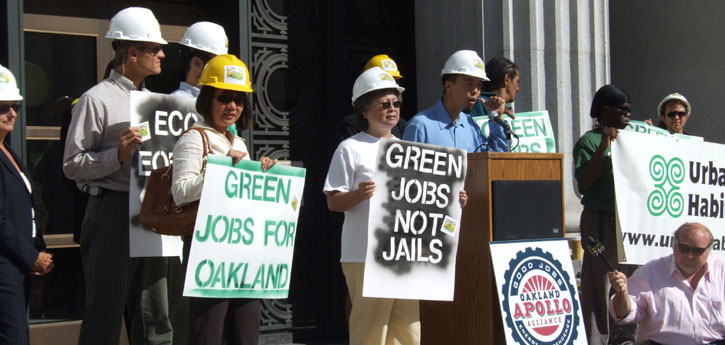 ECO
GREEN
JOBS FOR
OAKLAND
GREEN
JOBS
NOT
JAILS
GREEN
GOOD JOBS
OAKLAND
APOLLO
ALLIANCE
Urba
Habi
www.ur